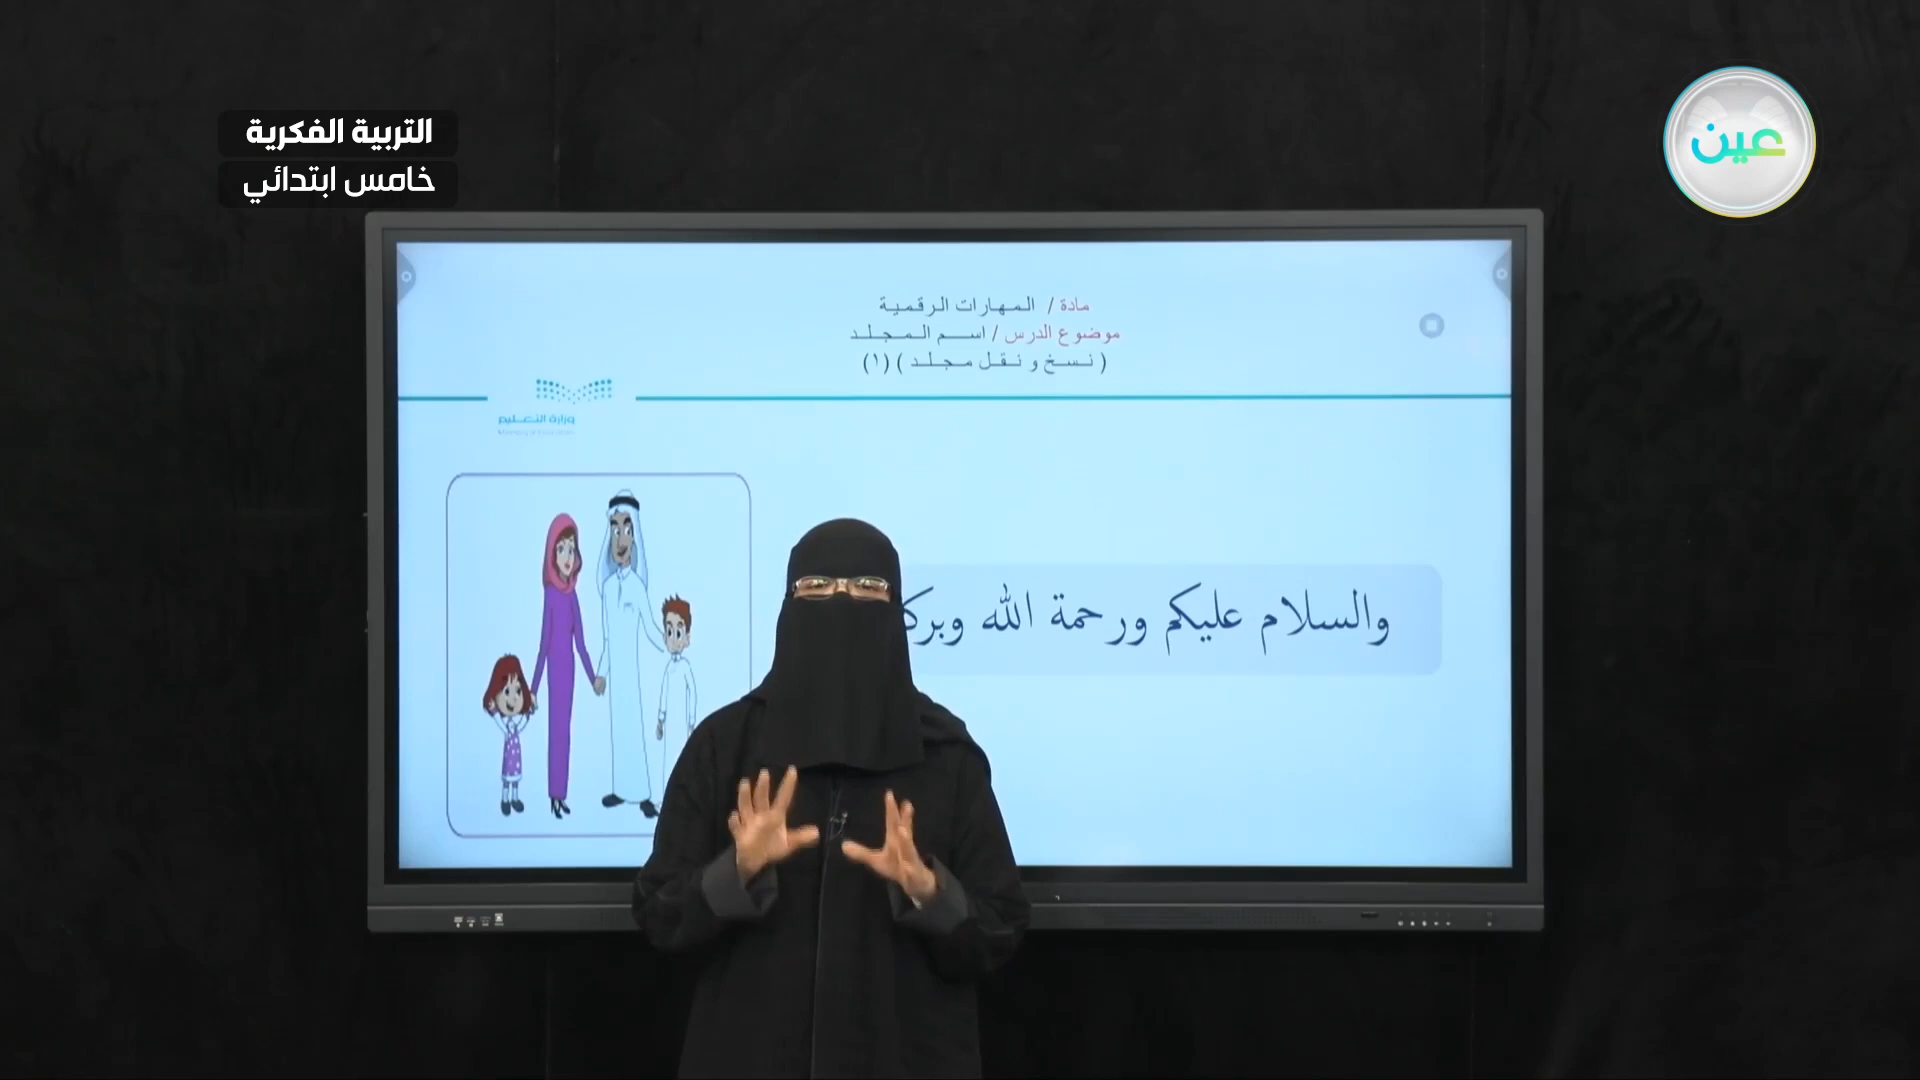 التربية الفكرية
خامس ابتدائي
عين
مادة / المهارات الرقمية
موضوع الدرس / اسم المجلد
( نسخ و نقل مجلد ) (١)
وزارة التعليم
والسلام عليكم ورحمة الله وبرك